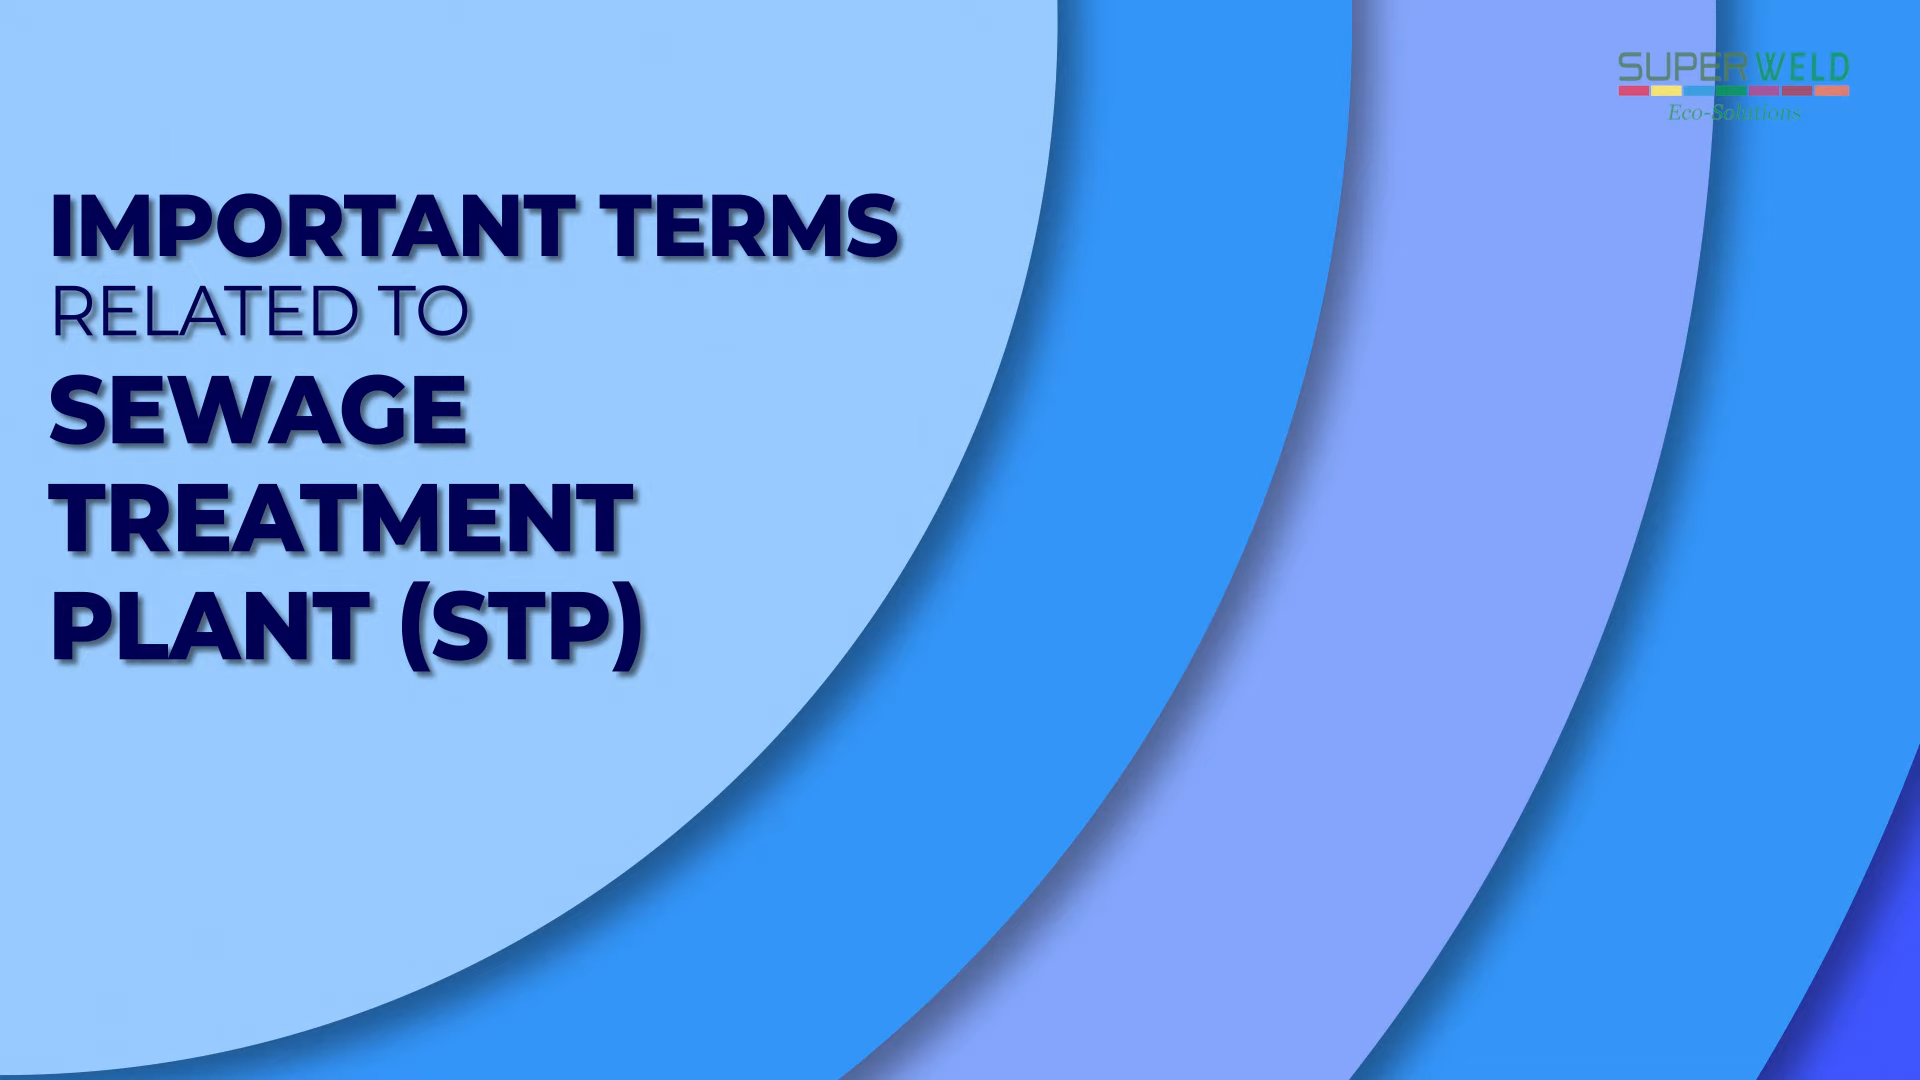 SUPER WELD
Eco-Solutions
IMPORTANT TERMS
RELATED TO
SEWAGE
TREATMENT
PLANT (STP)